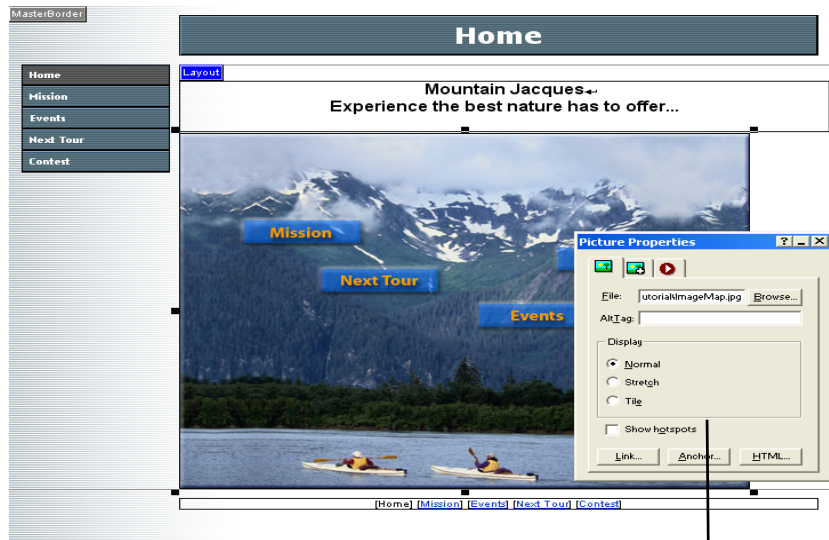 MasterBorder
Home
Home
Mission
Events
Next Tour
Contest
Layout
Mountain Jacques
Experience the best nature has to offer...
Mission
Next Tour
Events
Picture Properties
File: utorial\ImageMap.jpg Browse...
AltTag:
Display
Normal
Stretch
Tile
Show hotspots
Link... Anchor... HTML...
[Home] [Mission] [Events] [Next Tour] [Contest]